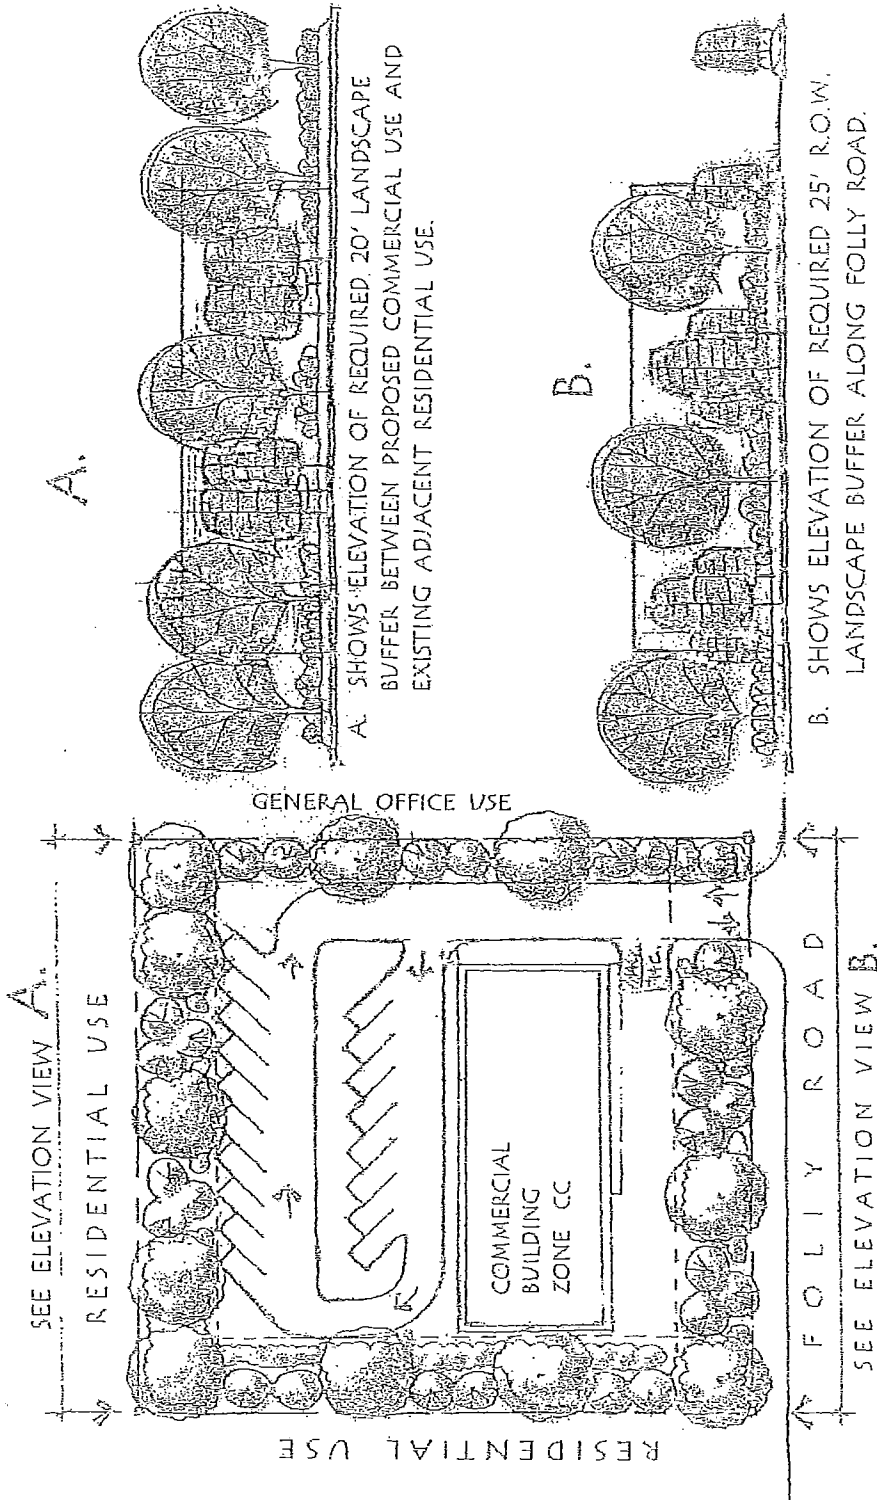 SEE ELEVATION VIEW A.
RESIDENTIAL USE
RESIDENTIAL USE
GENERAL OFFICE USE
COMMERCIAL
BUILDING
ZONE CC
FOLLY ROAD
SEE ELEVATION VIEW B.
A.
A. SHOWS ELEVATION OF REQUIRED 20' LANDSCAPE
BUFFER BETWEEN PROPOSED COMMERCIAL USE AND
EXISTING ADJACENT RESIDENTIAL USE.
B.
B. SHOWS ELEVATION OF REQUIRED 25' R.O.W.
LANDSCAPE BUFFER ALONG FOLLY ROAD.